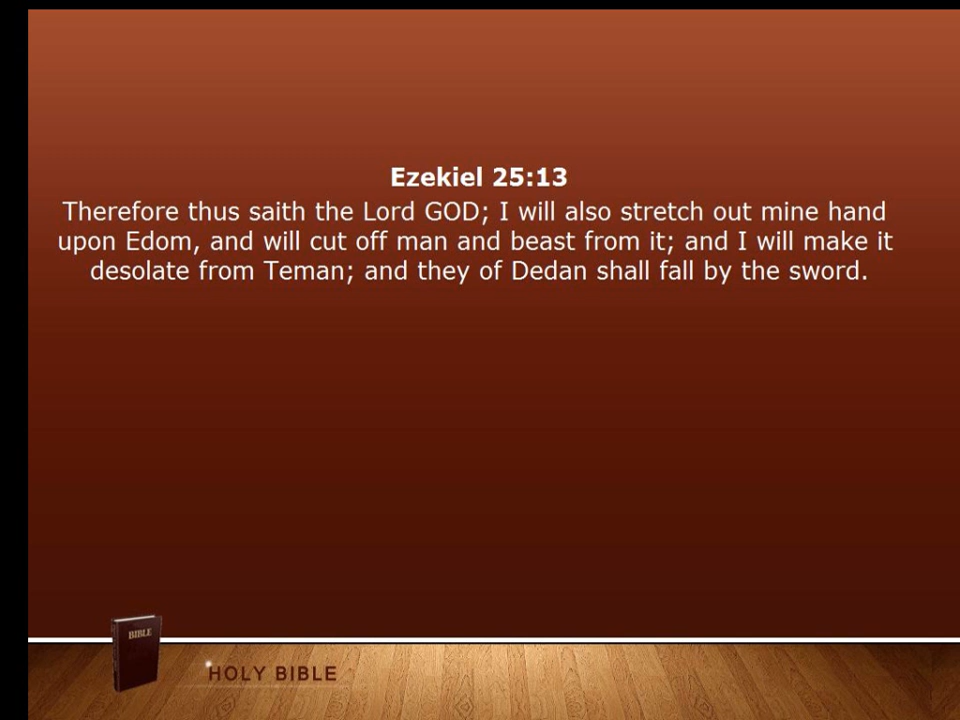 Ezekiel 25:13
Therefore thus saith the Lord GOD; I will also stretch out mine hand
upon Edom, and will cut off man and beast from it; and I will make it
desolate from Teman; and they of Dedan shall fall by the sword.
BIBLE
HOLY BIBLE